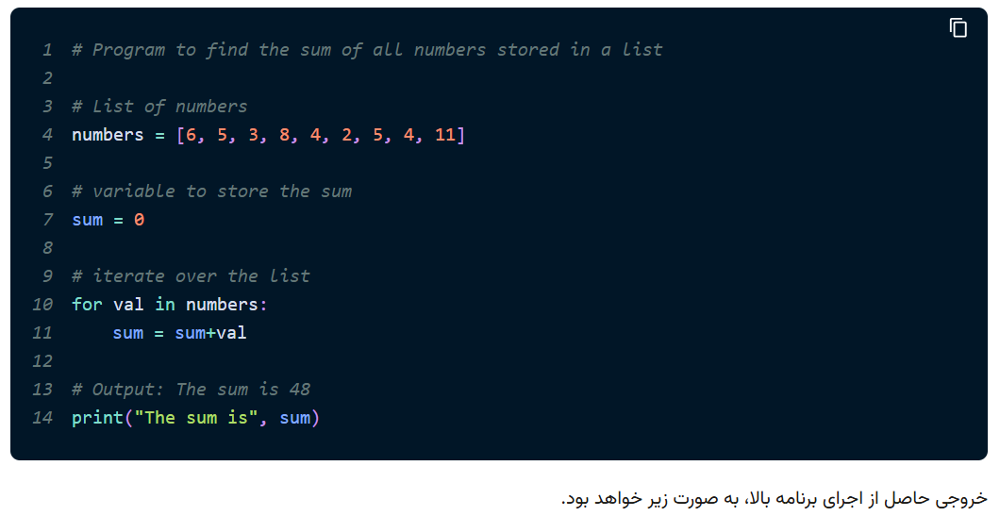 1 # Program to find the sum of all numbers stored in a list
2
3 # List of numbers
4 numbers = [6, 5, 3, 8, 4, 2, 5, 4, 11]
5
6 # variable to store the sum
7 sum = 0
8
9 # iterate over the list
10 for val in numbers:
11     sum = sum+val
12
13 # Output: The sum is 48
14 print("The sum is", sum)
خروجی حاصل از اجرای برنامه بالا، به صورت زیر خواهد بود.